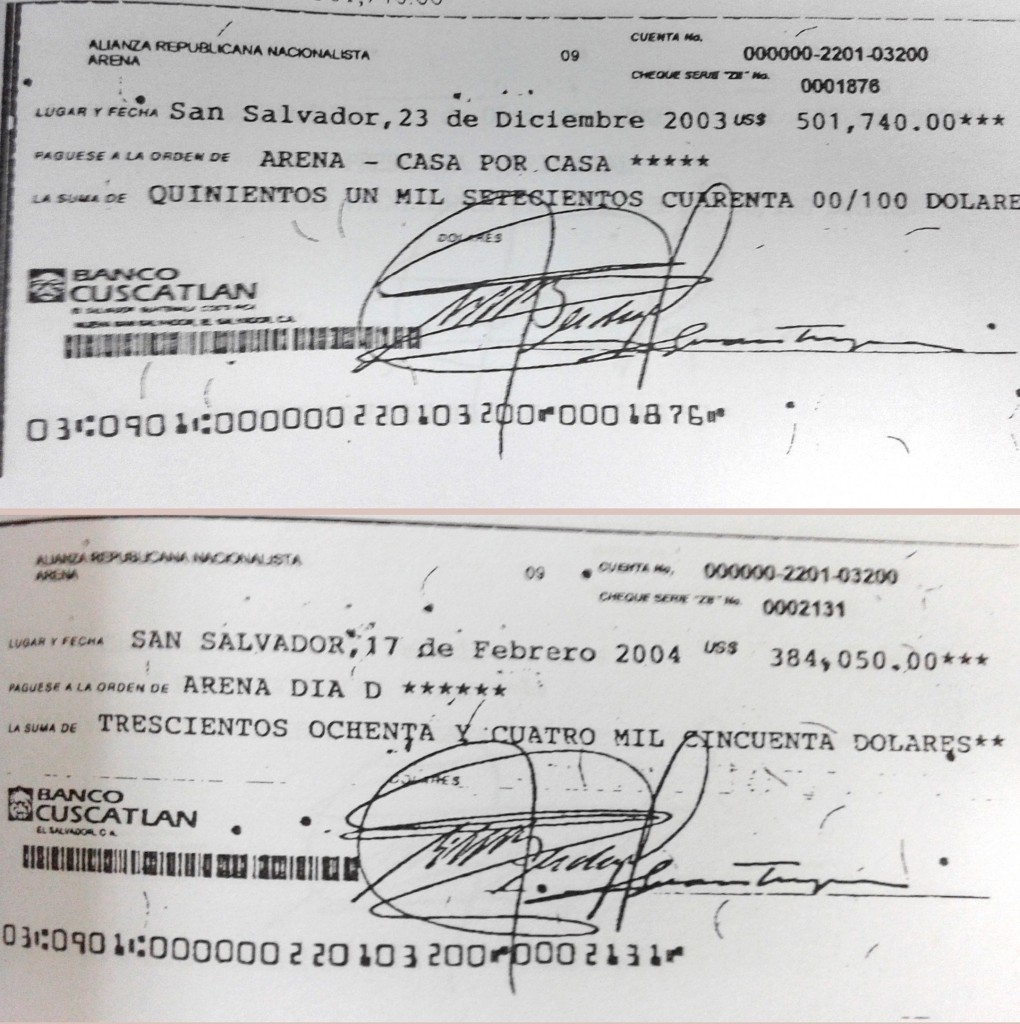 ALIANZA REPUBLICANA NACIONALISTA
ARENA
09
CUENTA No.
000000-2201-03200
CHEQUE SERIE "ZB" No.
0001876
LUGAR Y FECHA San Salvador,23 de Diciembre 2003 US$ 501,740.00***
PAGUESE A LA ORDEN DE ARENA - CASA POR CASA *****
LA SUMA DE QUINIENTOS UN MIL SETECIENTOS CUARENTA 00/100 DOLARE
DOLARES
BANCO
CUSCATLAN
03⑆0901⑆000000220103200⑈0001876⑈
ALIANZA REPUBLICANA NACIONALISTA
ARENA
09
CUENTA No,
000000-2201-03200
CHEQUE SERIE "ZB" No.
0002131
LUGAR Y FECHA SAN SALVADOR,17 de Febrero 2004 US$ 384,050.00***
PAGUESE A LA ORDEN DE ARENA DIA D ******
LA SUMA DE TRESCIENTOS OCHENTA Y CUATRO MIL CINCUENTA DOLARES**
DOLARES
BANCO
CUSCATLAN
EL SALVADOR, C A.
03⑆0901⑆000000220103200⑈0002131⑈